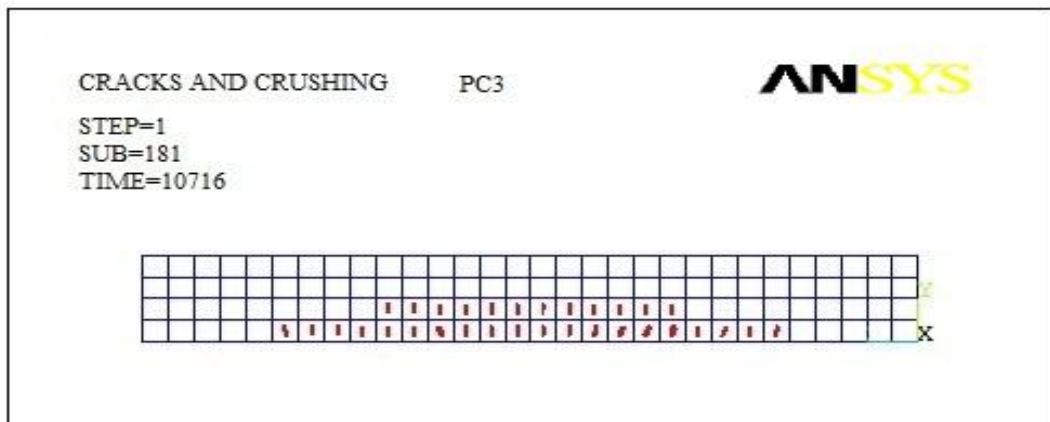 CRACKS AND CRUSHING PC3
ANSYS
STEP=1
SUB=181
TIME=10716
Y
X